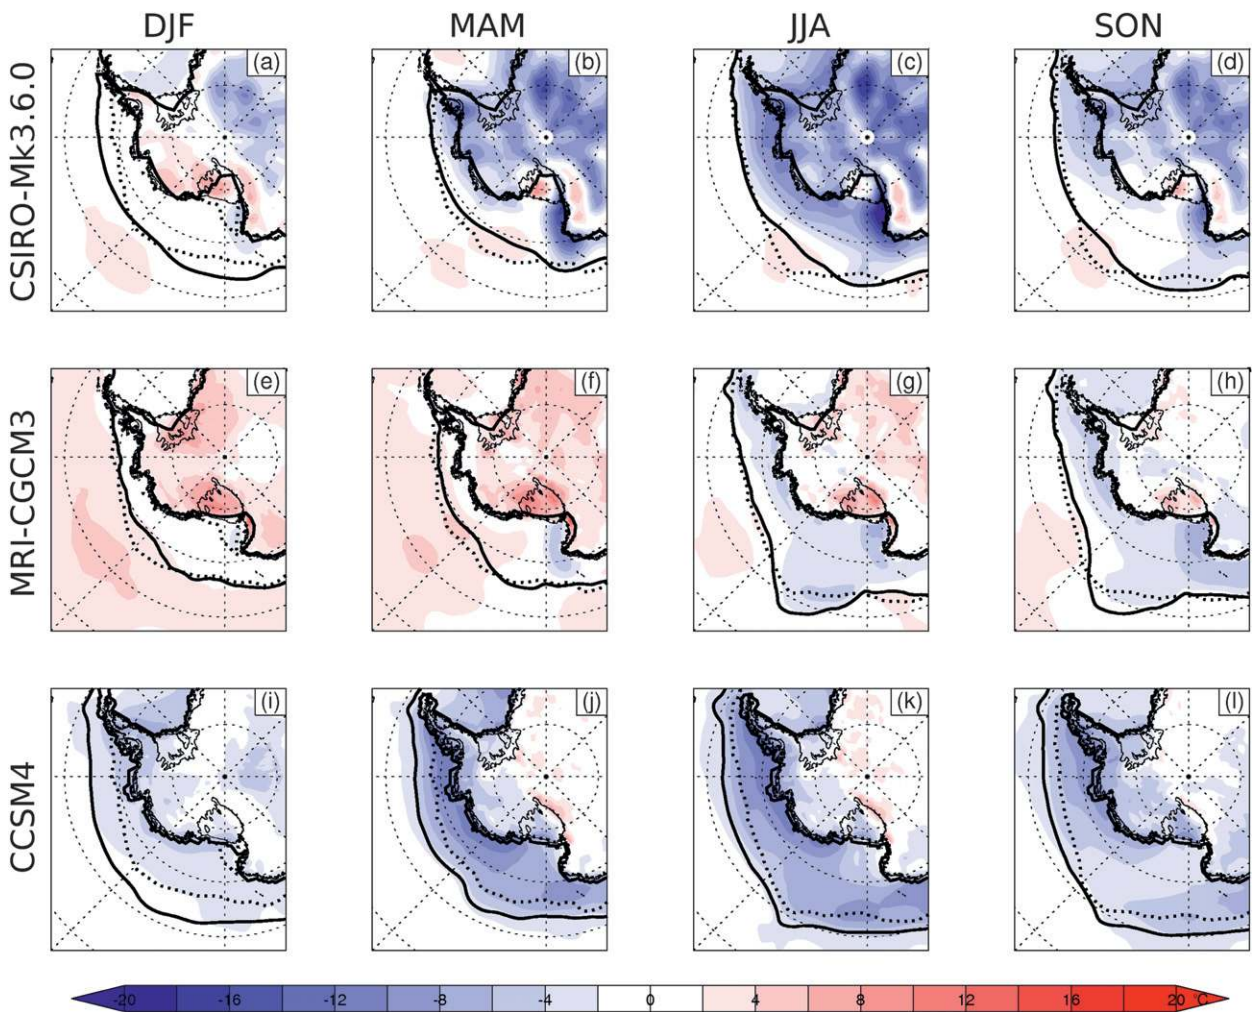 DJF MAM JJA SON
CSIRO-Mk3.6.0
(a) (b) (c) (d)
MRI-CGCM3
(e) (f) (g) (h)
CCSM4
(i) (j) (k) (l)
-20 -16 -12 -8 -4 0 4 8 12 16 20 °C